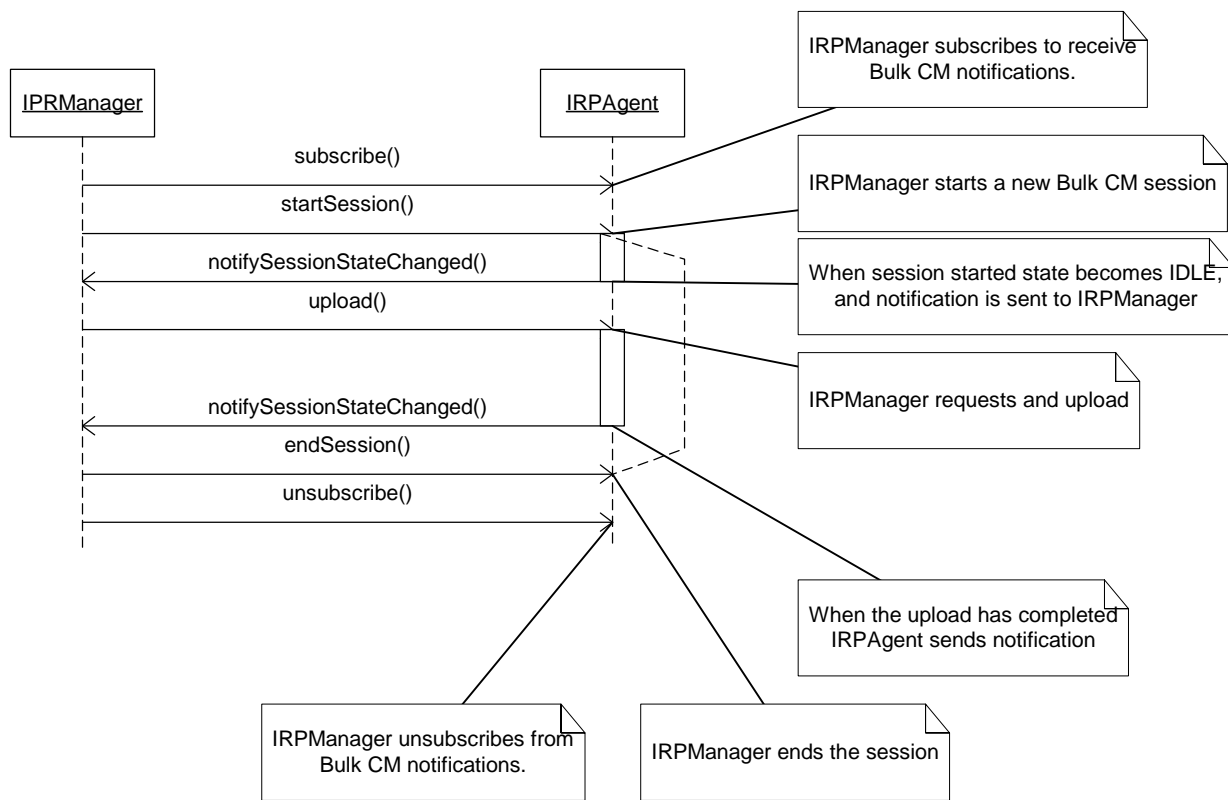 IRPManager subscribes to receive
Bulk CM notifications.
IPRManager
IRPAgent
subscribe()
IRPManager starts a new Bulk CM session
startSession()
notifySessionStateChanged()
When session started state becomes IDLE,
and notification is sent to IRPManager
upload()
IRPManager requests and upload
notifySessionStateChanged()
endSession()
unsubscribe()
When the upload has completed
IRPAgent sends notification
IRPManager unsubscribes from
Bulk CM notifications.
IRPManager ends the session